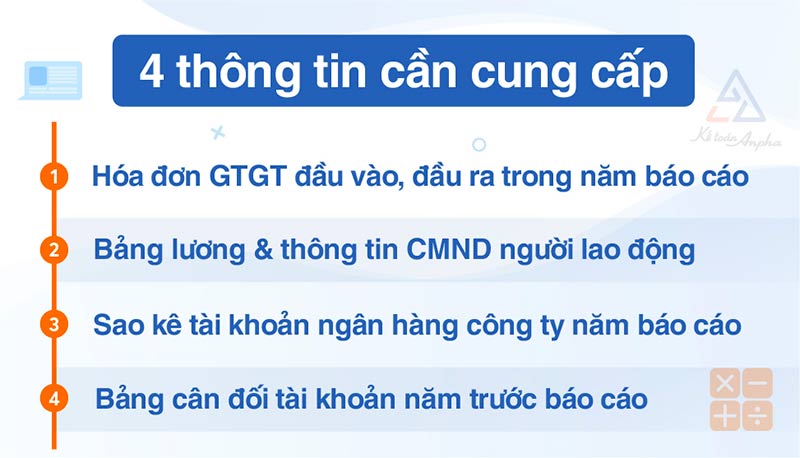 4 thông tin cần cung cấp
Kế toán Anpha
1 Hóa đơn GTGT đầu vào, đầu ra trong năm báo cáo
2 Bảng lương & thông tin CMND người lao động
3 Sao kê tài khoản ngân hàng công ty năm báo cáo
4 Bảng cân đối tài khoản năm trước báo cáo